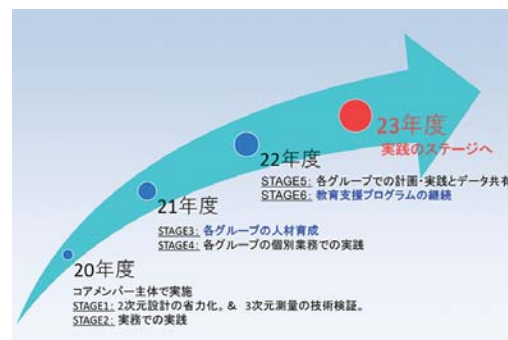 23年度
実践のステージへ
22年度
STAGE5: 各グループでの計画・実践とデータ共有
STAGE6: 教育支援プログラムの継続
21年度
STAGE3: 各グループの人材育成
STAGE4: 各グループの個別業務での実践
20年度
コアメンバー主体で実施
STAGE1: 2次元設計の省力化。& 3次元測量の技術検証。
STAGE2: 実務での実践